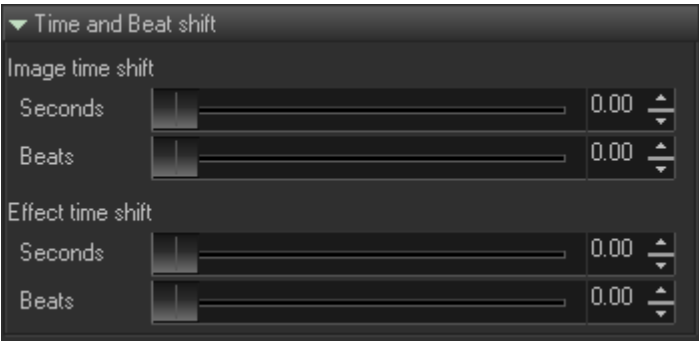 Time and Beat shift
Image time shift
Seconds 0.00
Beats 0.00
Effect time shift
Seconds 0.00
Beats 0.00